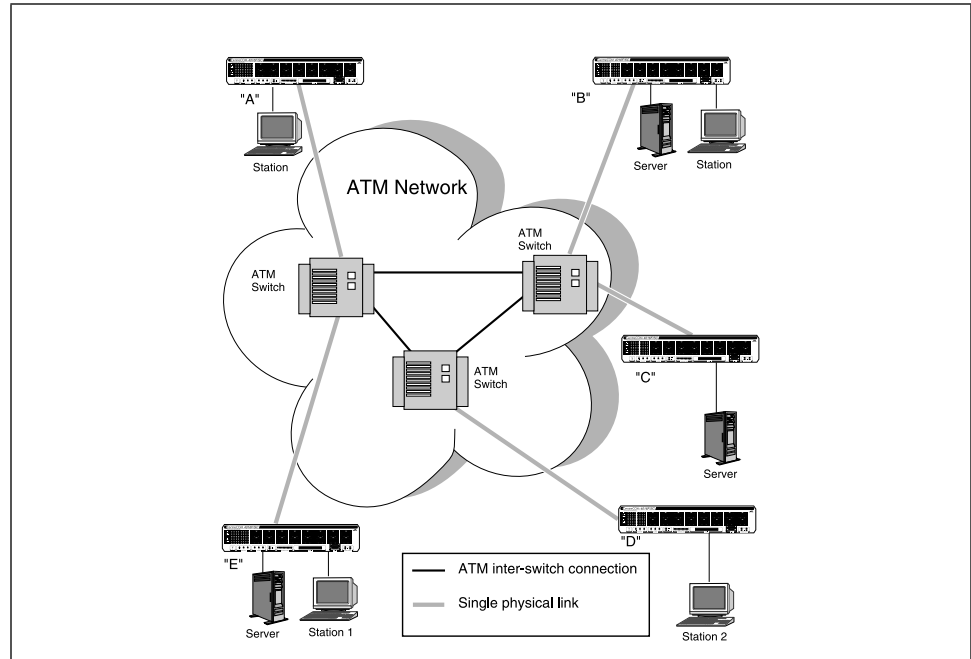 "A"
Station
"B"
Server
Station
ATM Network
ATM
Switch
ATM
Switch
ATM
Switch
"C"
Server
"D"
Station 2
"E"
Server
Station 1
ATM inter-switch connection
Single physical link